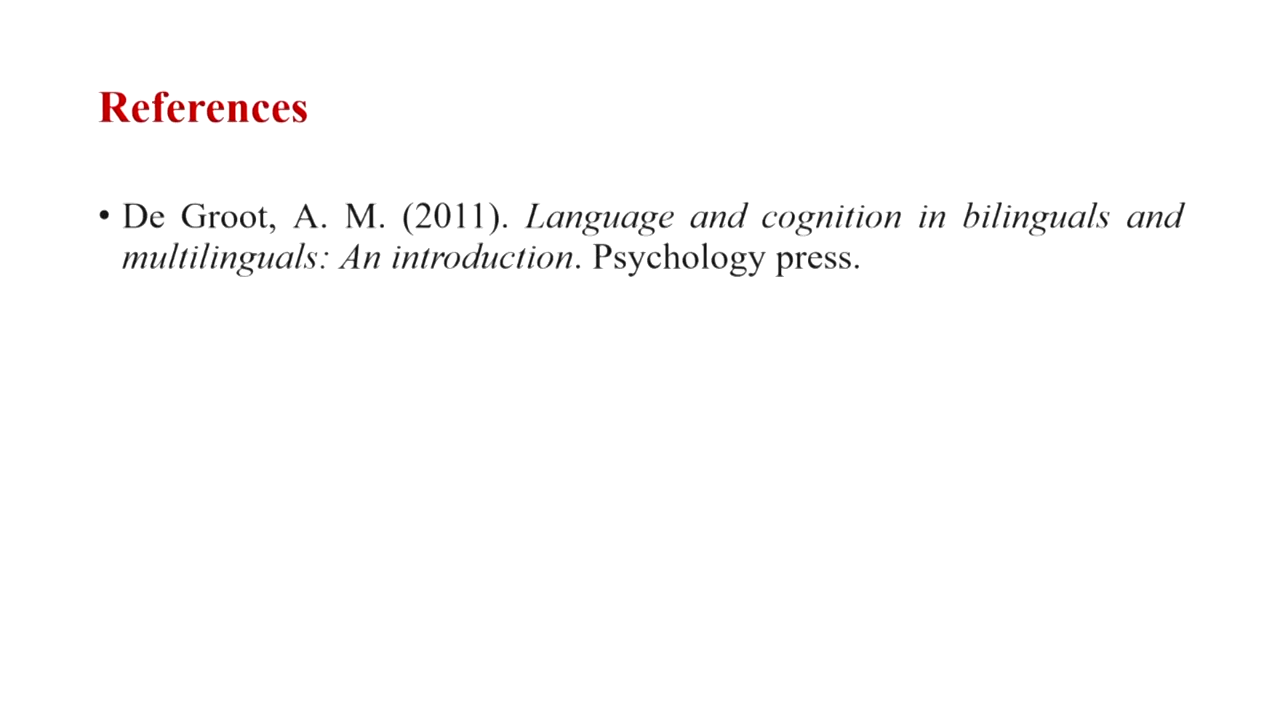 References
• De Groot, A. M. (2011). Language and cognition in bilinguals and
multilinguals: An introduction. Psychology press.